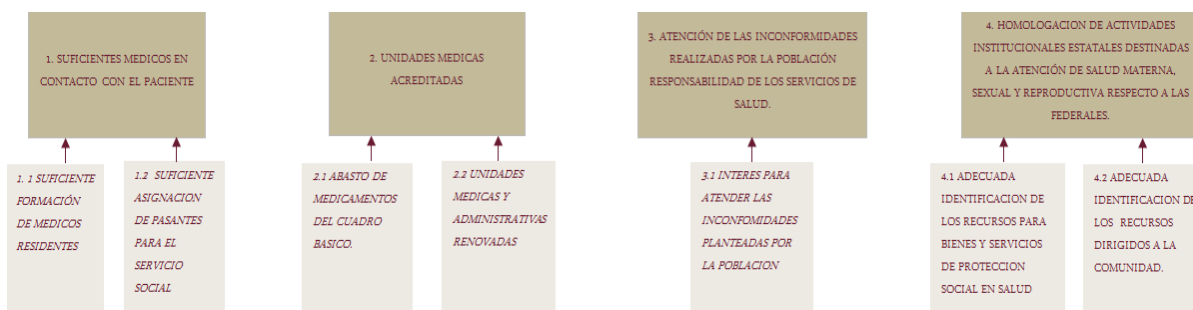 1. SUFICIENTES MEDICOS EN
CONTACTO CON EL PACIENTE
2. UNIDADES MEDICAS
ACREDITADAS
3. ATENCIÓN DE LAS INCONFORMIDADES
REALIZADAS POR LA POBLACIÓN
RESPONSABILIDAD DE LOS SERVICIOS DE
SALUD.
4. HOMOLOGACION DE ACTIVIDADES
INSTITUCIONALES ESTATALES DESTINADAS
A LA ATENCIÓN DE SALUD MATERNA,
SEXUAL Y REPRODUCTIVA RESPECTO A LAS
FEDERALES.
1. 1 SUFICIENTE
FORMACIÓN
DE MEDICOS
RESIDENTES
1.2 SUFICIENTE
ASIGNACION
DE PASANTES
PARA EL
SERVICIO
SOCIAL
2.1 ABASTO DE
MEDICAMENTOS
DEL CUADRO
BASICO.
2.2 UNIDADES
MEDICAS Y
ADMINISTRATIVAS
RENOVADAS
3.1 INTERES PARA
ATENDER LAS
INCONFOMIDADES
PLANTEADAS POR
LA POBLACION
4.1 ADECUADA
IDENTIFICACION DE
LOS RECURSOS PARA
BIENES Y SERVICIOS
DE PROTECCION
SOCIAL EN SALUD
4.2 ADECUADA
IDENTIFICACION DE
LOS RECURSOS
DIRIGIDOS A LA
COMUNIDAD.